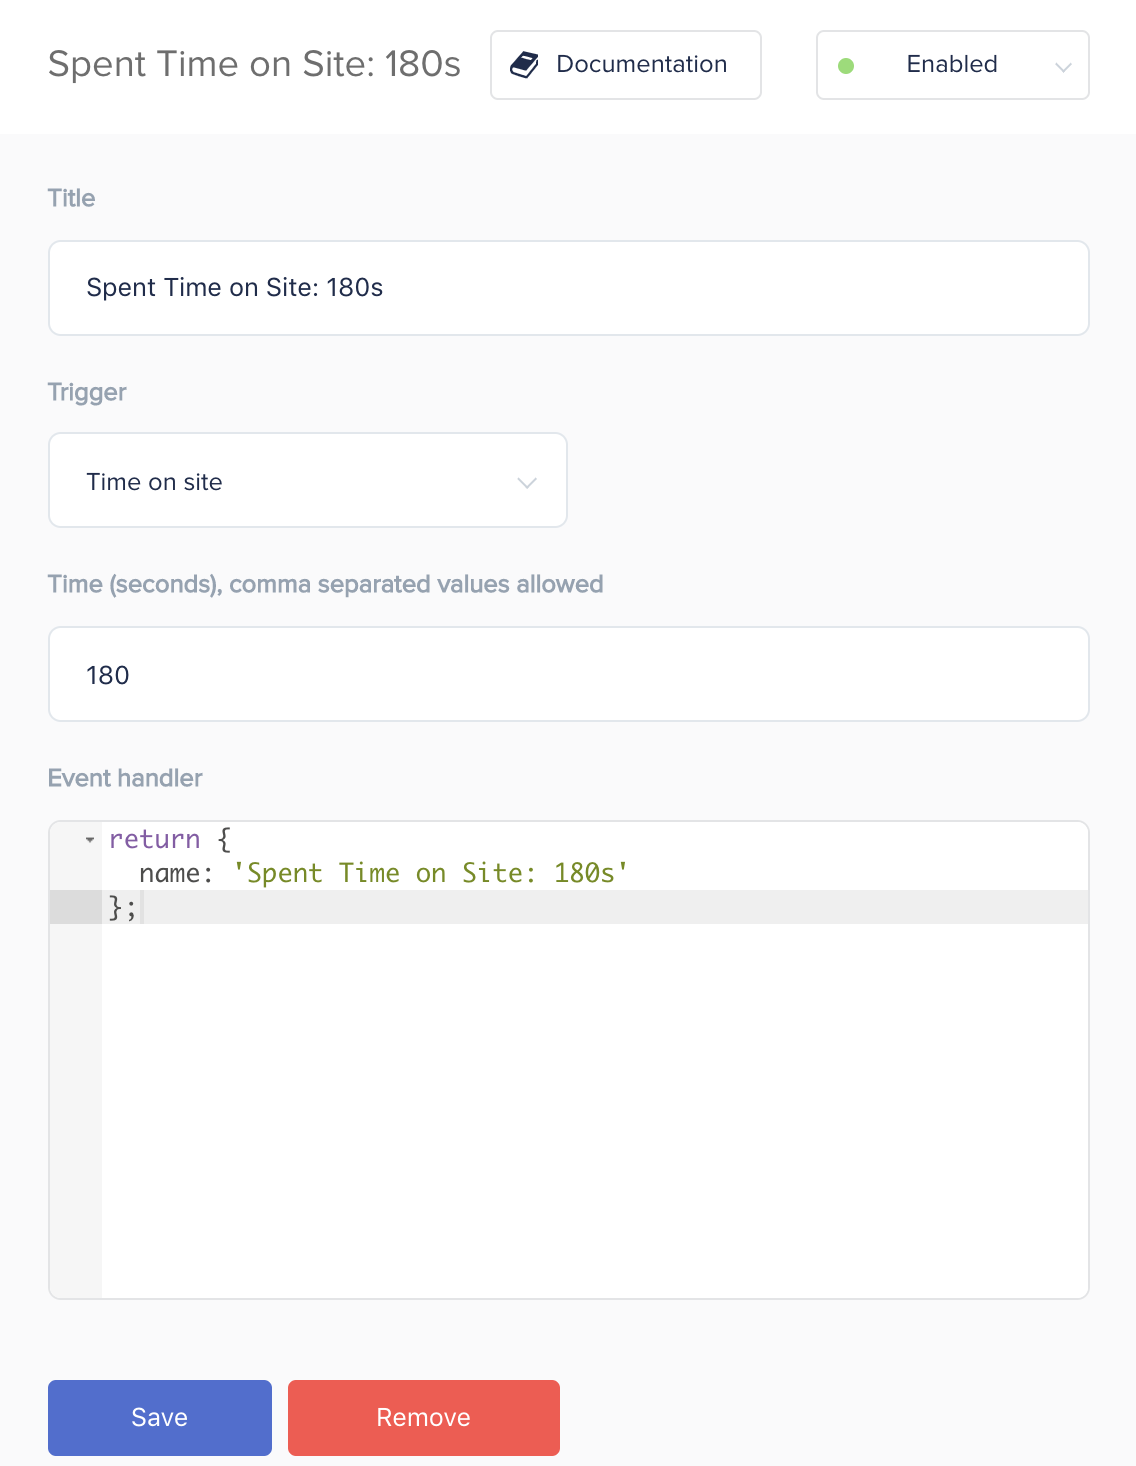 Spent Time on Site: 180s
Documentation
Enabled
Title
Spent Time on Site: 180s
Trigger
Time on site
Time (seconds), comma separated values allowed
180
Event handler
return {
  name: 'Spent Time on Site: 180s'
};
Save
Remove